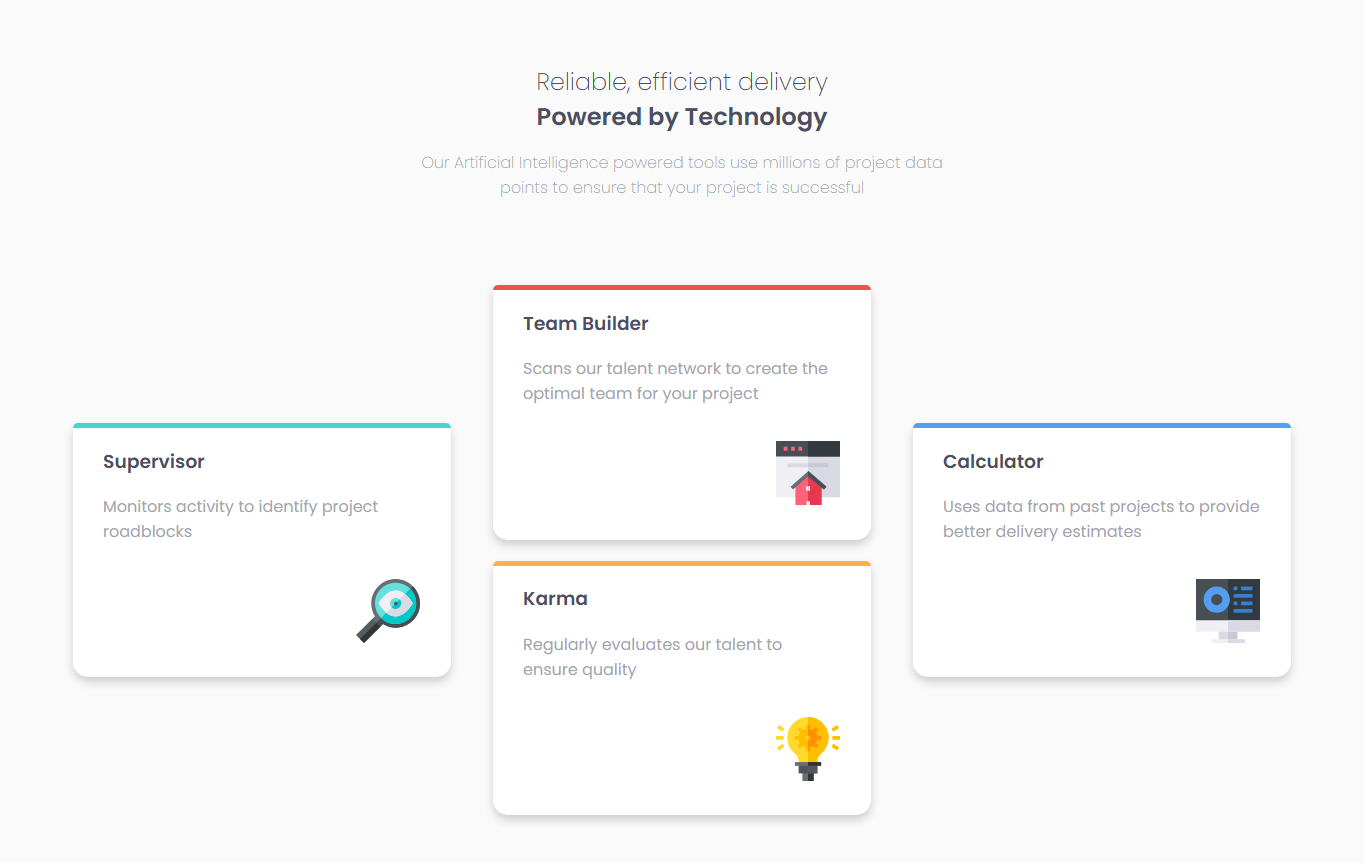 Reliable, efficient delivery
Powered by Technology
Our Artificial Intelligence powered tools use millions of project data
points to ensure that your project is successful
Supervisor
Monitors activity to identify project
roadblocks
Team Builder
Scans our talent network to create the
optimal team for your project
Karma
Regularly evaluates our talent to
ensure quality
Calculator
Uses data from past projects to provide
better delivery estimates